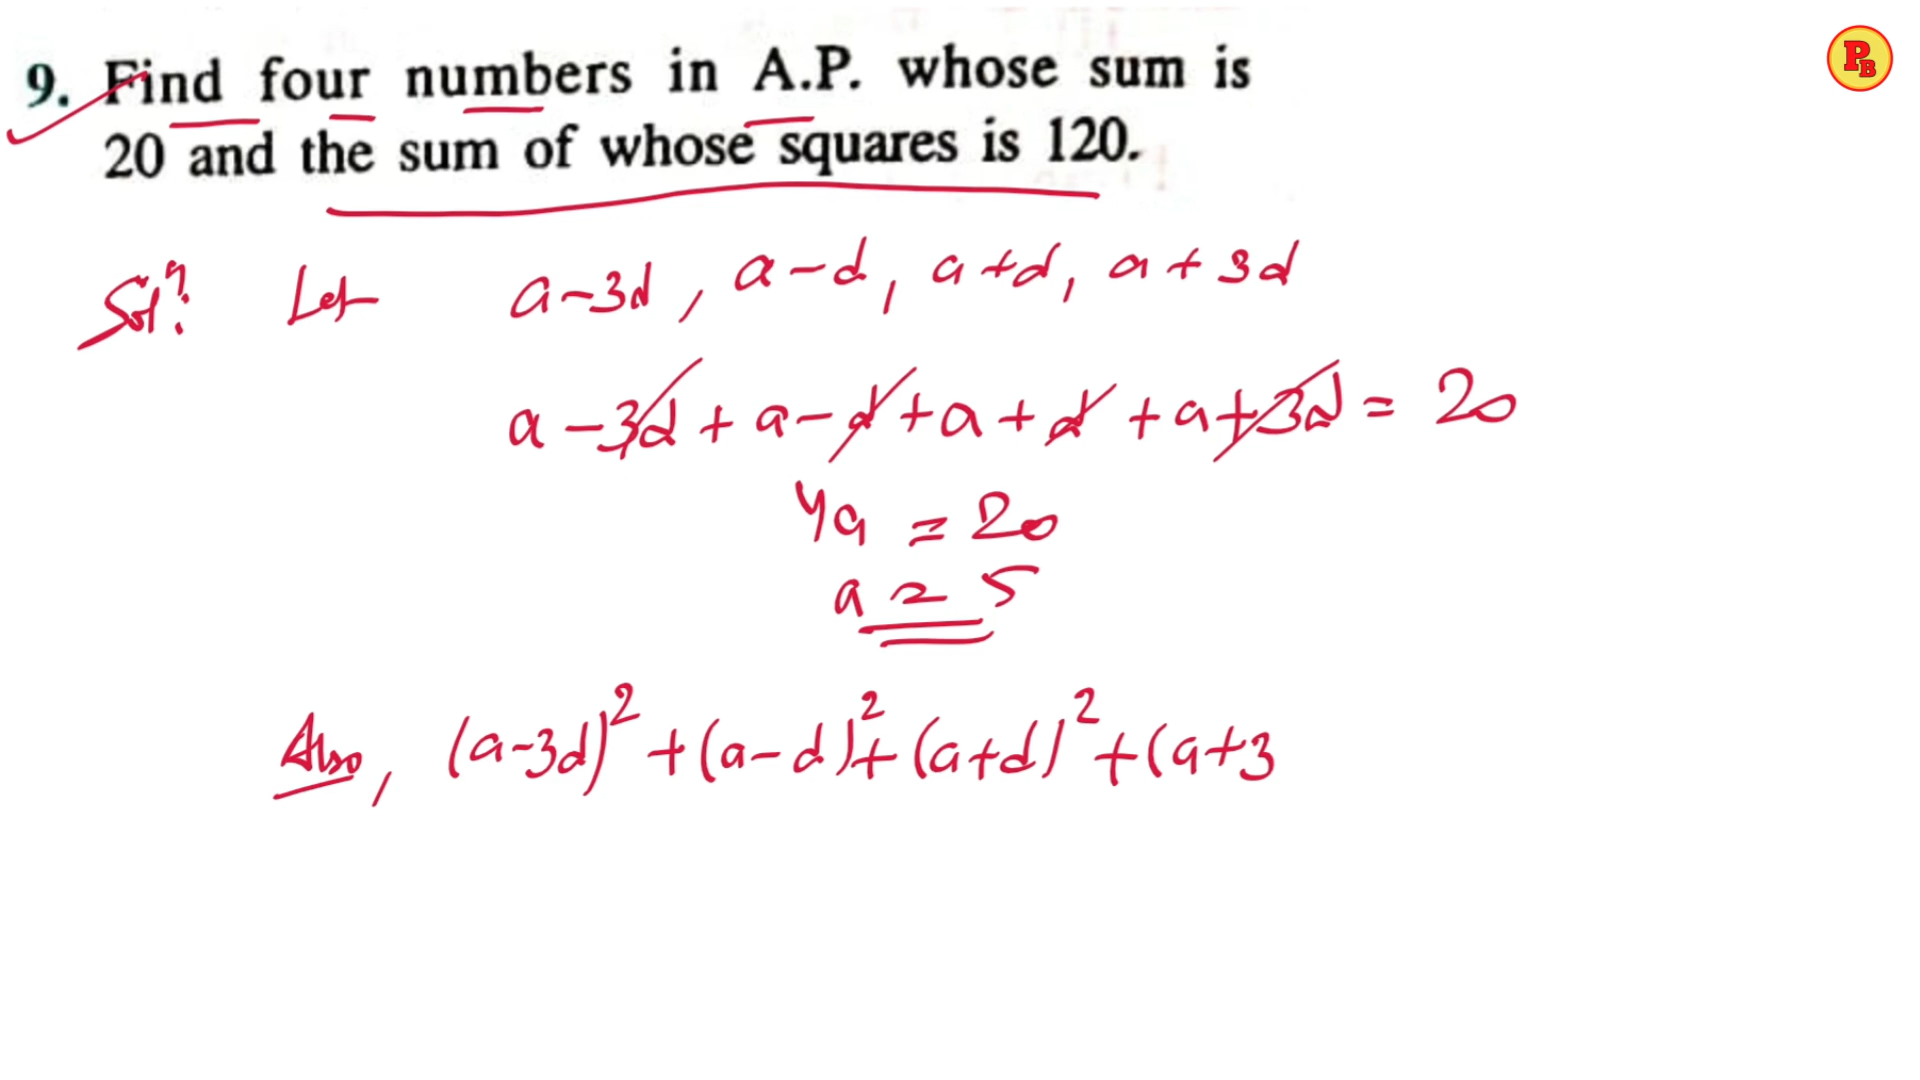 PB
9. Find four numbers in A.P. whose sum is
20 and the sum of whose squares is 120.
Solⁿ: Let a-3d, a-d, a+d, a+3d
a-3d+a-d+a+d+a+3d = 20
4a = 20
a = 5
Also, (a-3d)²+(a-d)²+(a+d)²+(a+3